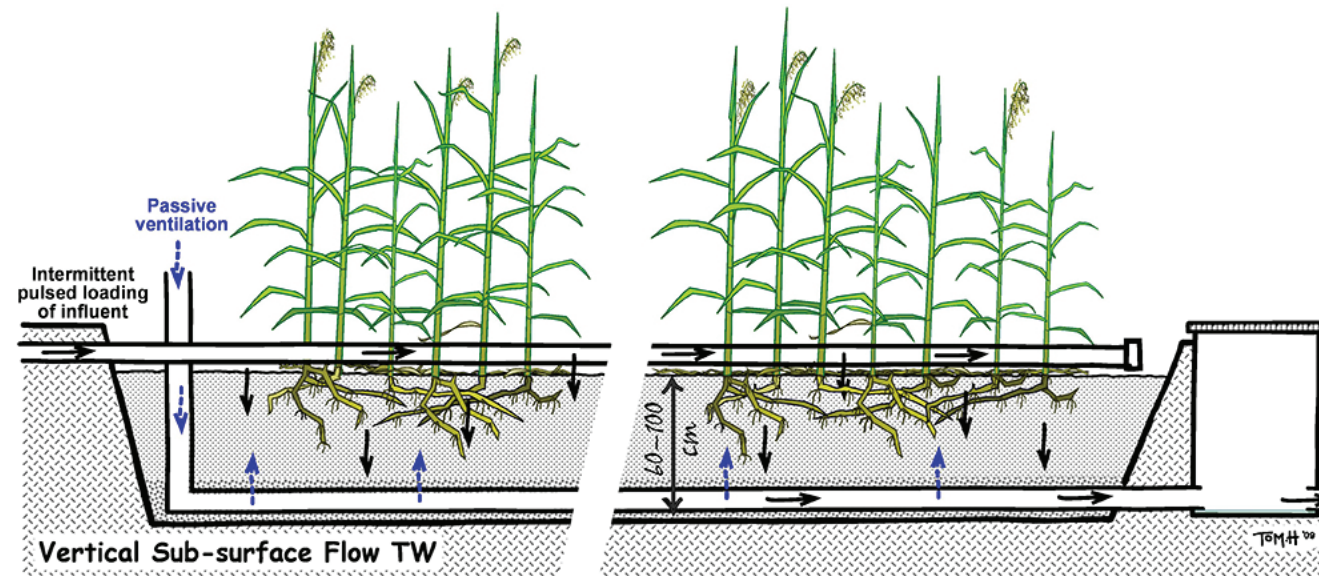 Passive
ventilation
Intermittent
pulsed loading
of influent
60-100
cm
Vertical Sub-surface Flow TW
TOMH '08